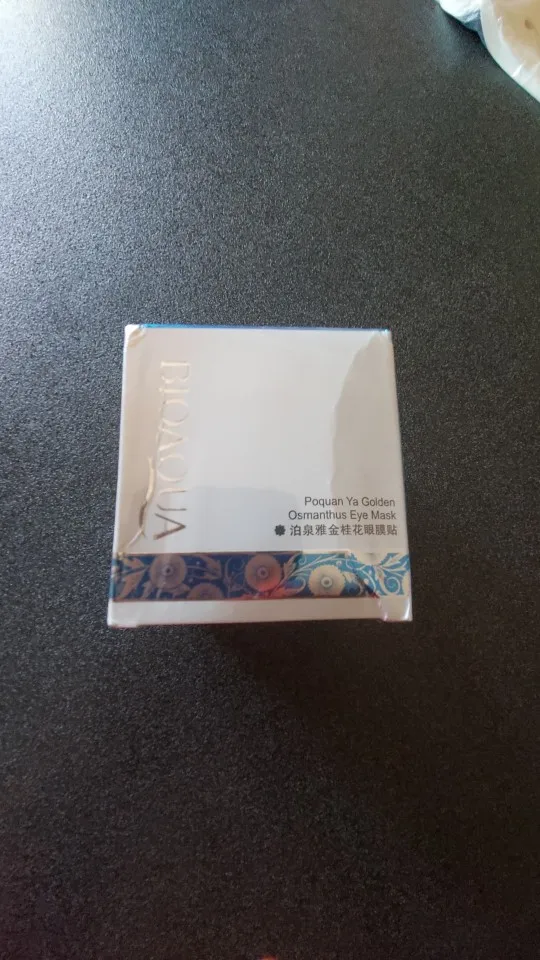 BIOAQUA
Poquan Ya Golden
Osmanthus Eye Mask
泊泉雅金桂花眼膜贴